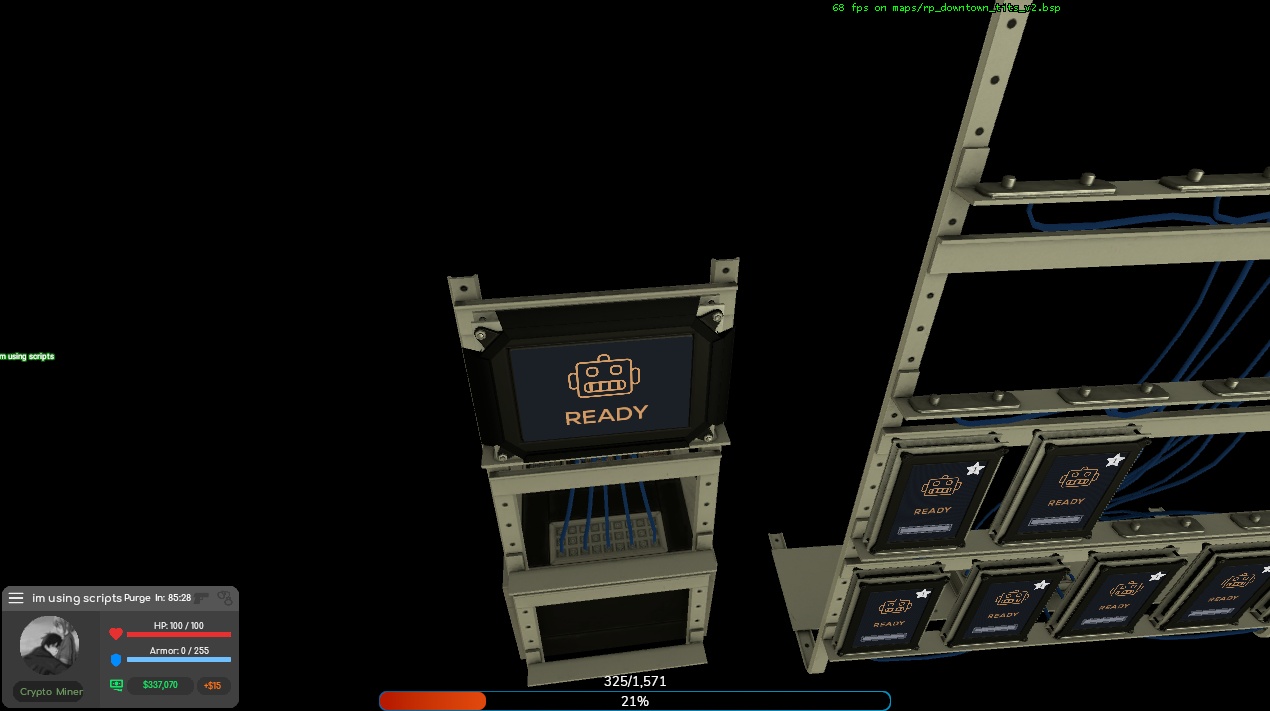 68 fps on maps/rp_downtown_tits_v2.bsp
READY
READY
READY
READY
READY
READY
READY
m using scripts
im using scripts
Purge In: 85:28
HP: 100 / 100
Armor: 0 / 255
$337,070
+$15
Crypto Miner
325/1,571
21%